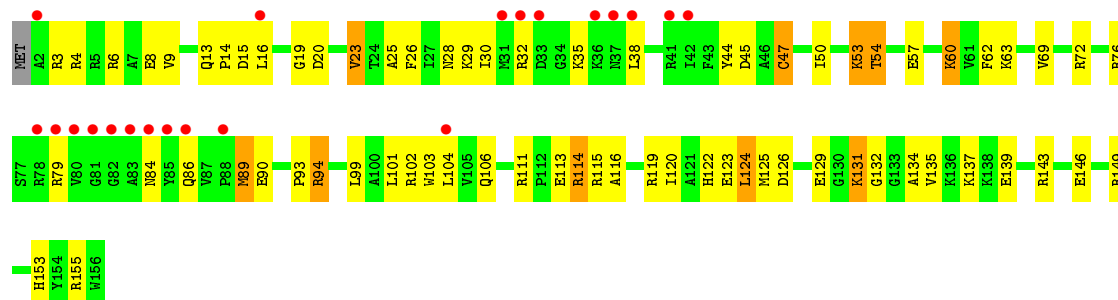 MET A2 R3 R4 R5 R6 A7 E8 V9 Q13 P14 D15 L16 G19 D20 V23 T24 A25 F26 I27 N28 K29 I30 M31 R32 D33 G34 K35 K36 N37 L38 R41 I42 F43 Y44 D45 A46 C47 I50 K53 T54 E57 K60 V61 F62 K63 V69 R72 R76
S77 R78 R79 V80 G81 G82 A83 N84 Y85 Q86 V87 P88 M89 E90 P93 R94 L99 A100 L101 R102 W103 L104 V105 Q106 R111 P112 E113 R114 R115 A116 R119 I120 A121 H122 E123 L124 M125 D126 E129 G130 K131 G132 G133 A134 V135 K136 K137 K138 E139 R143 E146 R149
H153 Y154 R155 W156